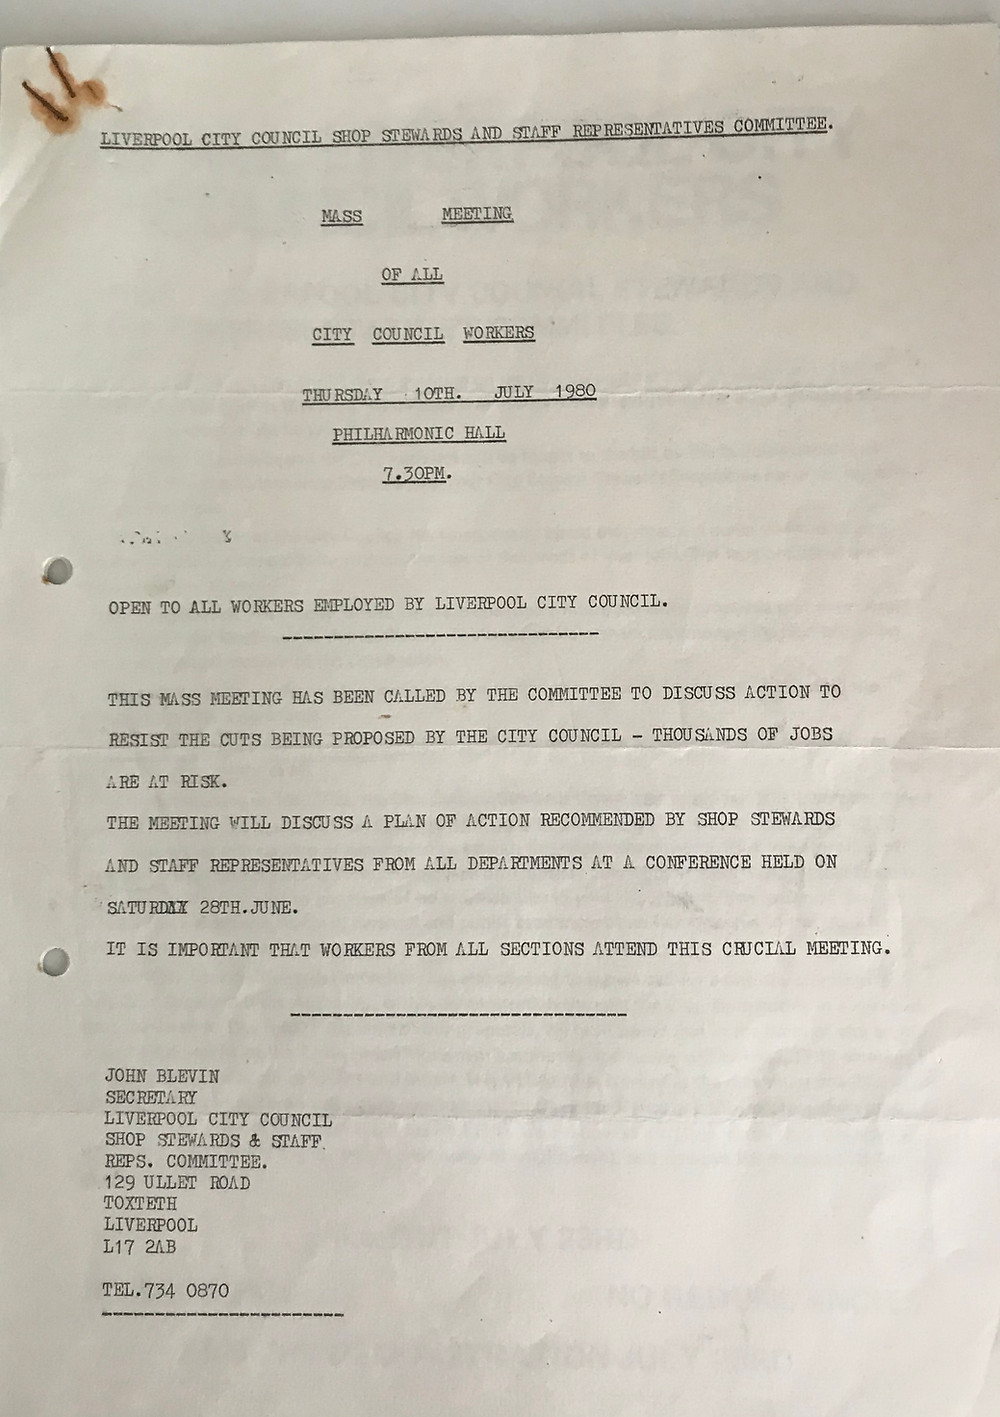 LIVERPOOL CITY COUNCIL SHOP STEWARDS AND STAFF REPRESENTATIVES COMMITTEE.
MASS MEETING
OF ALL
CITY COUNCIL WORKERS
THURSDAY 10TH. JULY 1980
PHILHARMONIC HALL
7.30PM.
OPEN TO ALL WORKERS EMPLOYED BY LIVERPOOL CITY COUNCIL.
THIS MASS MEETING HAS BEEN CALLED BY THE COMMITTEE TO DISCUSS ACTION TO
RESIST THE CUTS BEING PROPOSED BY THE CITY COUNCIL - THOUSANDS OF JOBS
ARE AT RISK.
THE MEETING WILL DISCUSS A PLAN OF ACTION RECOMMENDED BY SHOP STEWARDS
AND STAFF REPRESENTATIVES FROM ALL DEPARTMENTS AT A CONFERENCE HELD ON
SATURDAY 28TH.JUNE.
IT IS IMPORTANT THAT WORKERS FROM ALL SECTIONS ATTEND THIS CRUCIAL MEETING.
JOHN BLEVIN
SECRETARY
LIVERPOOL CITY COUNCIL
SHOP STEWARDS & STAFF.
REPS. COMMITTEE.
129 ULLET ROAD
TOXTETH
LIVERPOOL
L17 2AB
TEL.734 0870